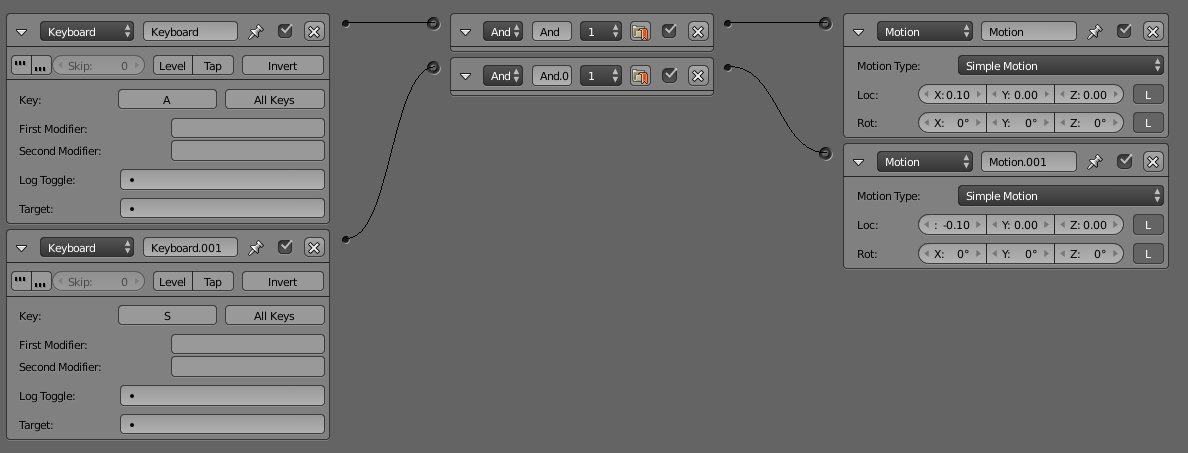 Keyboard Keyboard
Skip: 0 Level Tap Invert
Key: A All Keys
First Modifier:
Second Modifier:
Log Toggle:
Target:
Keyboard Keyboard.001
Skip: 0 Level Tap Invert
Key: S All Keys
First Modifier:
Second Modifier:
Log Toggle:
Target:
And And 1
And And.0 1
Motion Motion
Motion Type: Simple Motion
Loc: X: 0.10 Y: 0.00 Z: 0.00 L
Rot: X: 0° Y: 0° Z: 0° L
Motion Motion.001
Motion Type: Simple Motion
Loc: : -0.10 Y: 0.00 Z: 0.00 L
Rot: X: 0° Y: 0° Z: 0° L